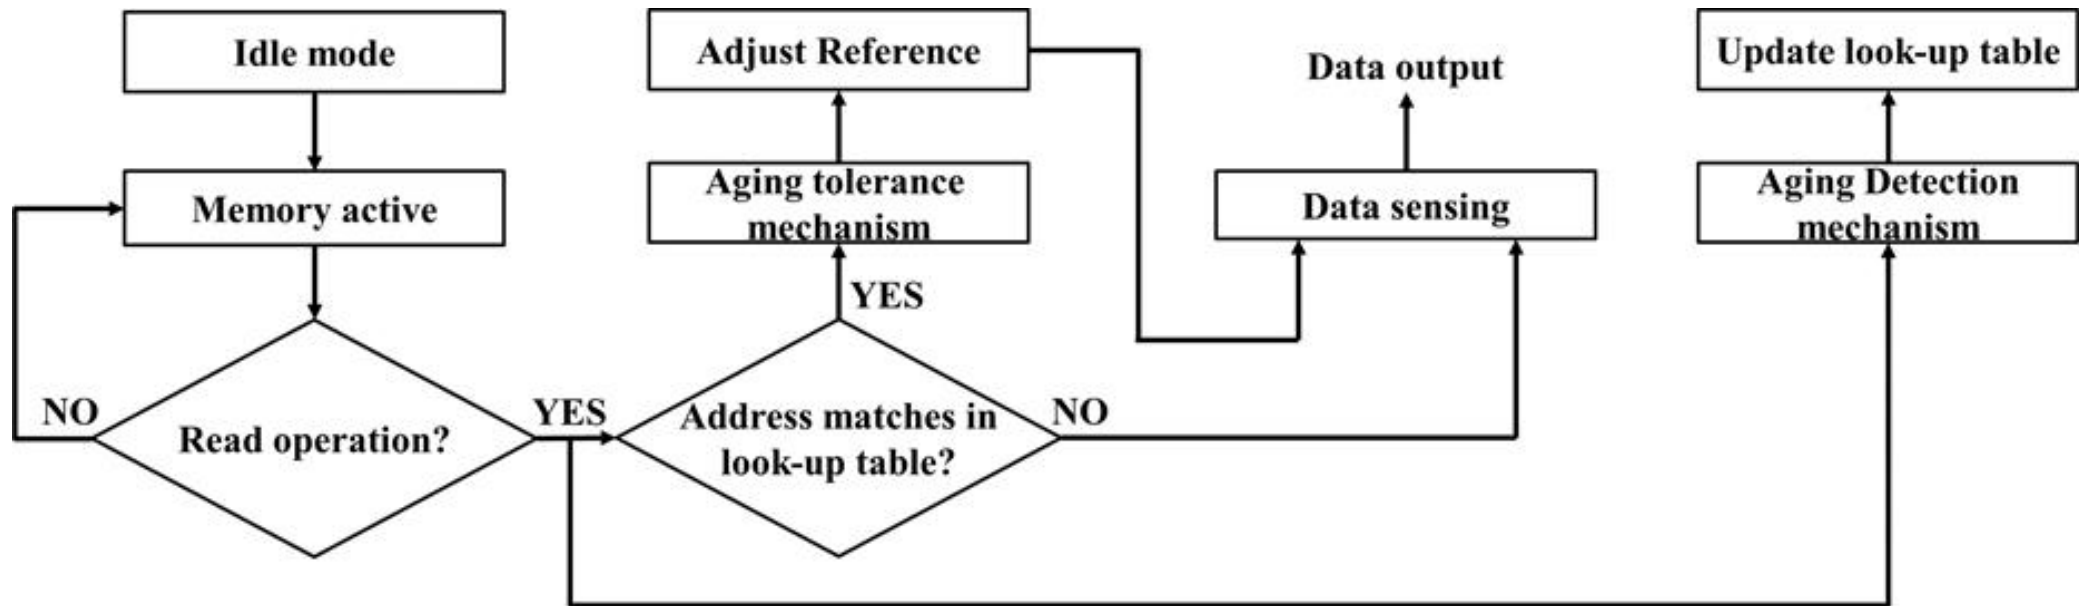 Idle mode
Memory active
NO
Read operation?
YES
Adjust Reference
Aging tolerance
mechanism
YES
Address matches in
look-up table?
NO
Data output
Data sensing
Update look-up table
Aging Detection
mechanism